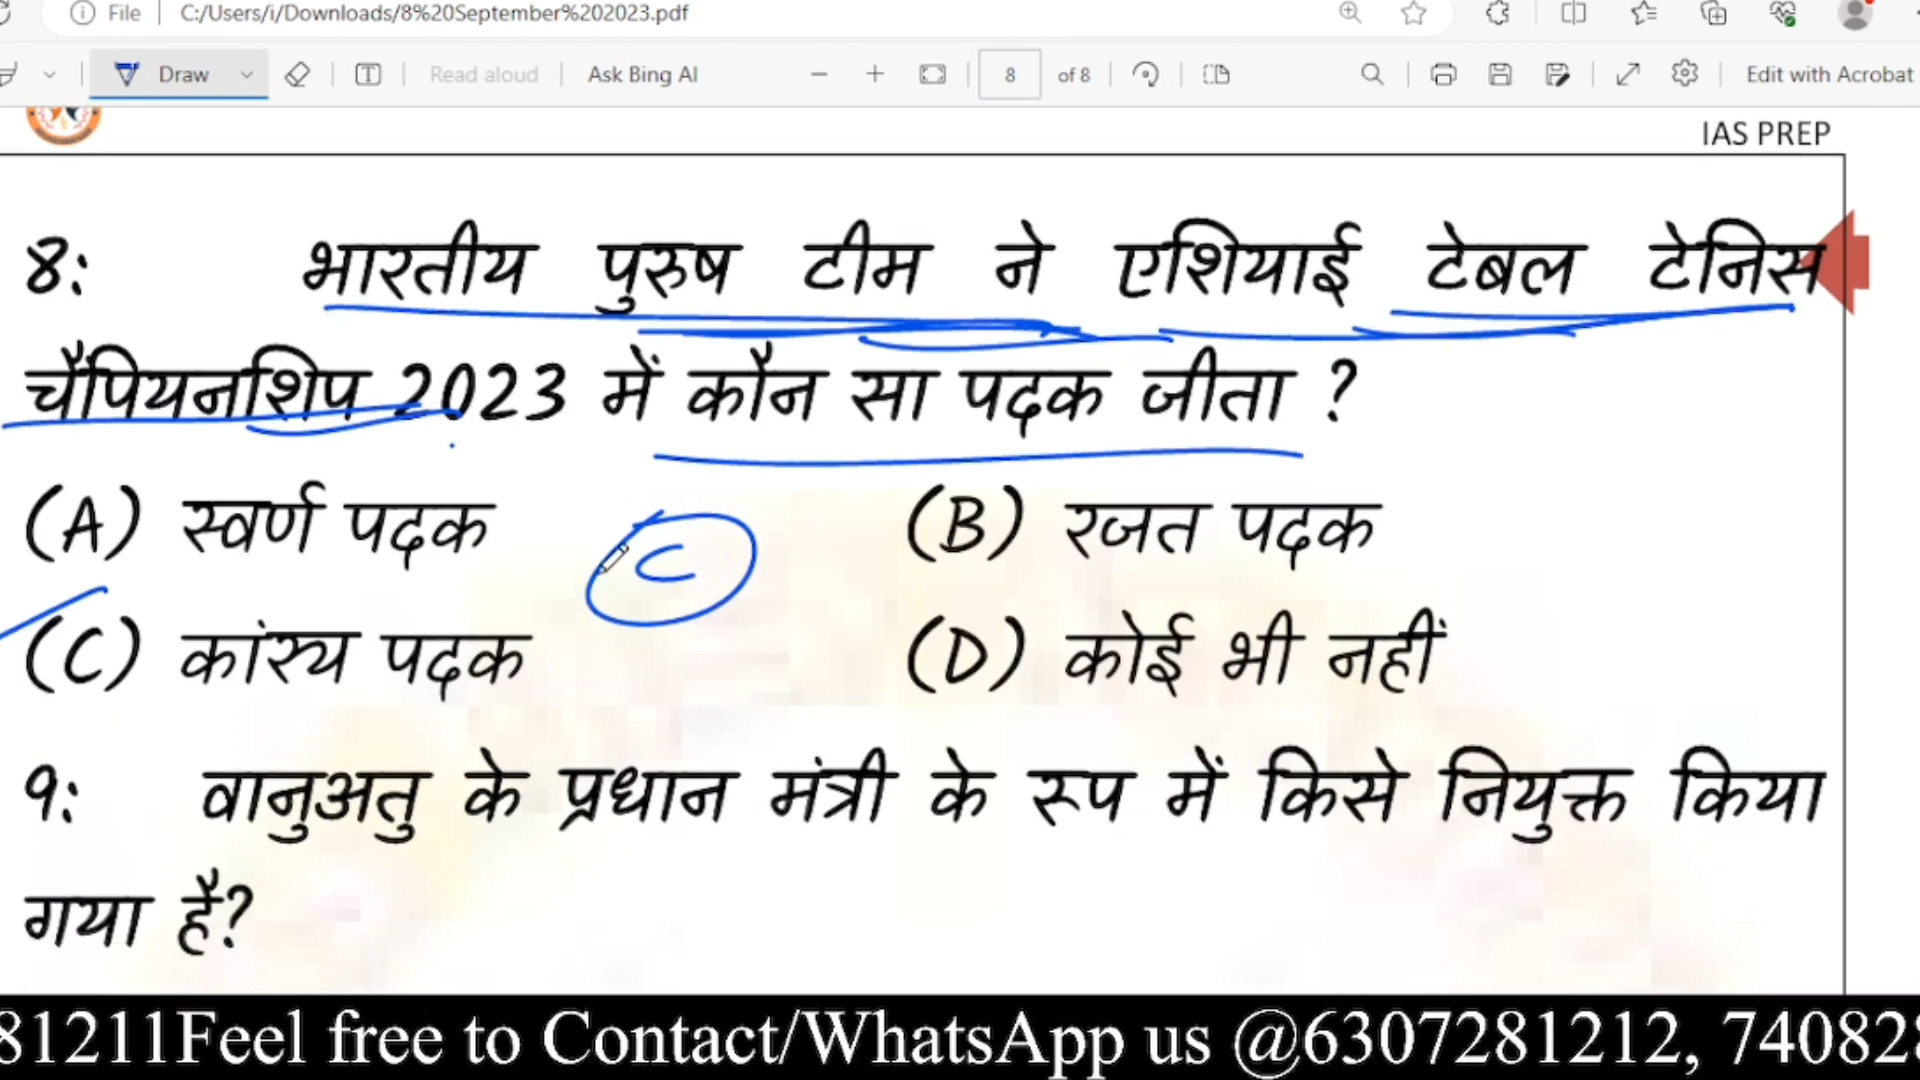 File C:/Users/i/Downloads/8%20September%202023.pdf
Draw Read aloud Ask Bing AI 8 of 8 Edit with Acrobat
IAS PREP
8: भारतीय पुरुष टीम ने एशियाई टेबल टेनिस
चैंपियनशिप 2023 में कौन सा पदक जीता ?
(A) स्वर्ण पदक (B) रजत पदक
C
(C) कांस्य पदक (D) कोई भी नहीं
9: वानुअतु के प्रधान मंत्री के रूप में किसे नियुक्त किया
गया है?
81211Feel free to Contact/WhatsApp us @6307281212, 74082